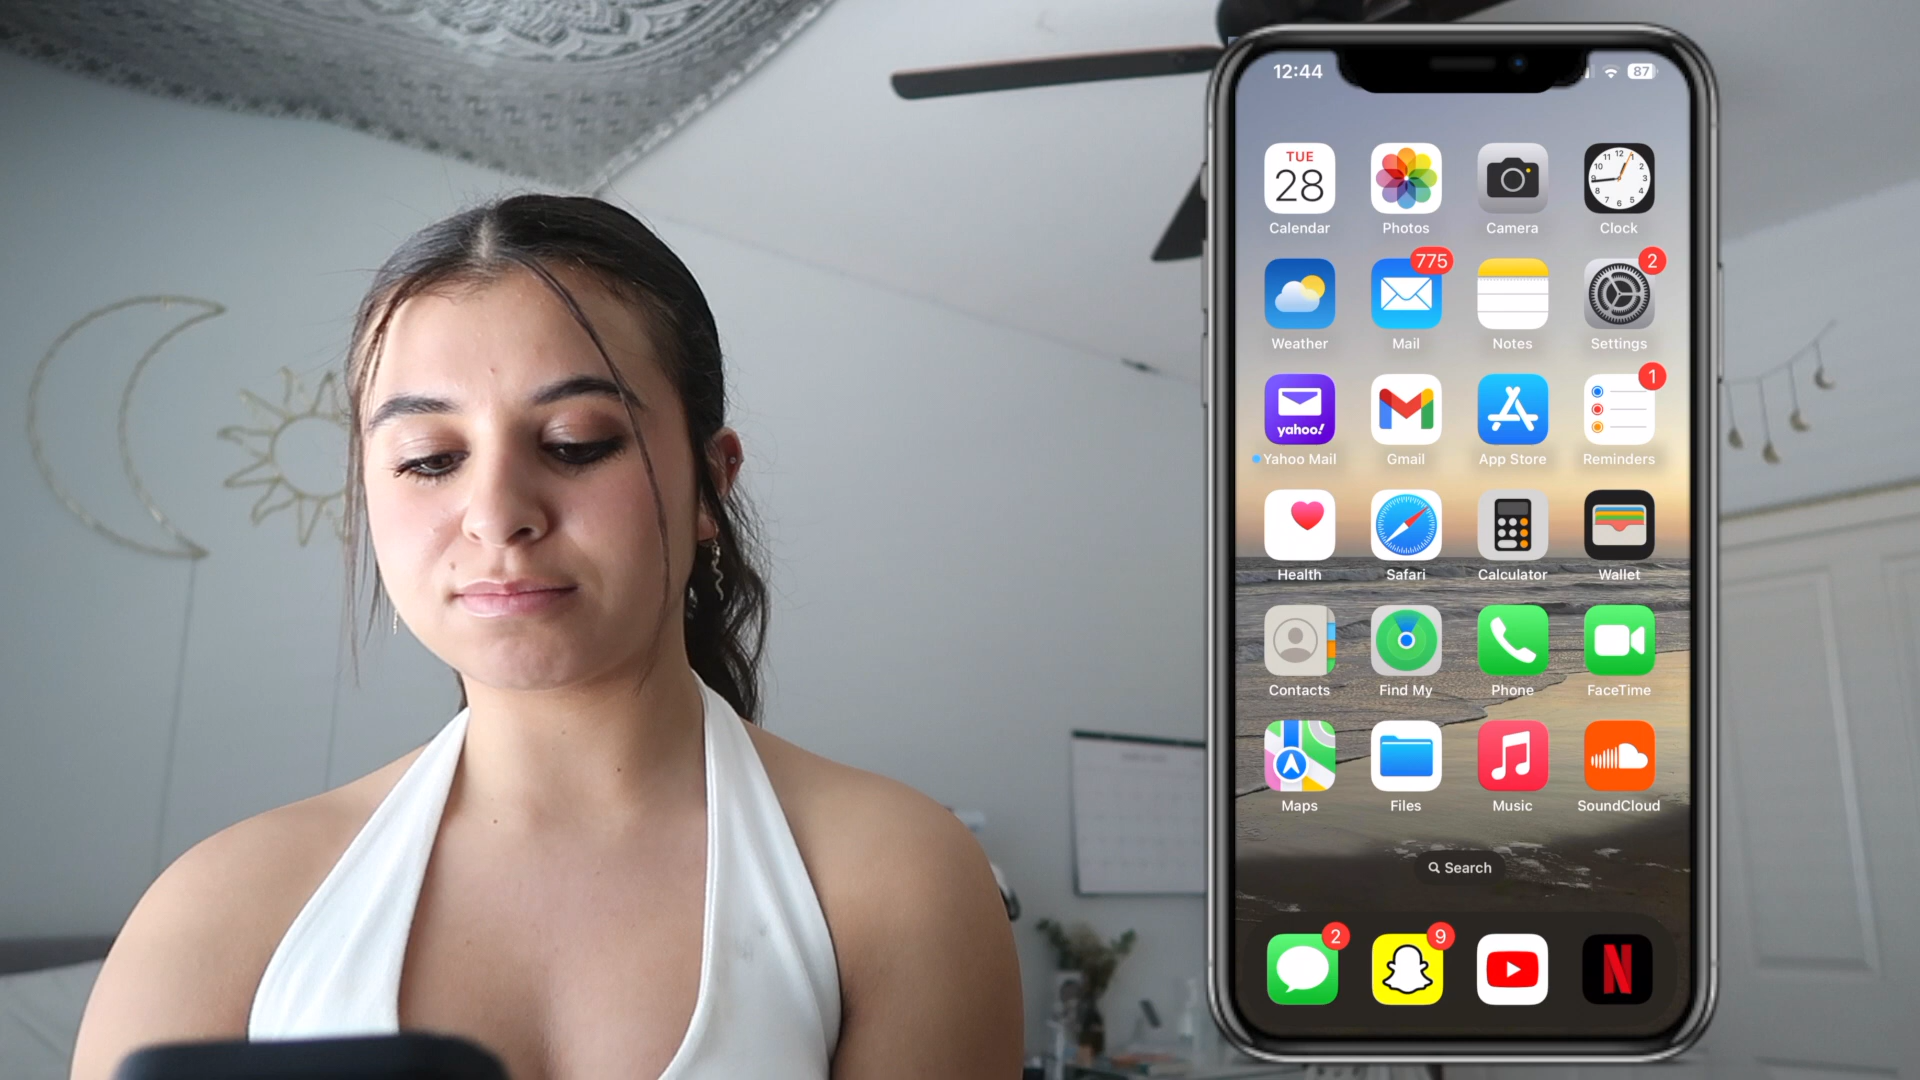 12:44
87
TUE
28
Calendar
Photos
Camera
Clock
775
2
Weather
Mail
Notes
Settings
1
yahoo!
Yahoo Mail
Gmail
App Store
Reminders
Health
Safari
Calculator
Wallet
Contacts
Find My
Phone
FaceTime
Maps
Files
Music
SoundCloud
Search
2
9